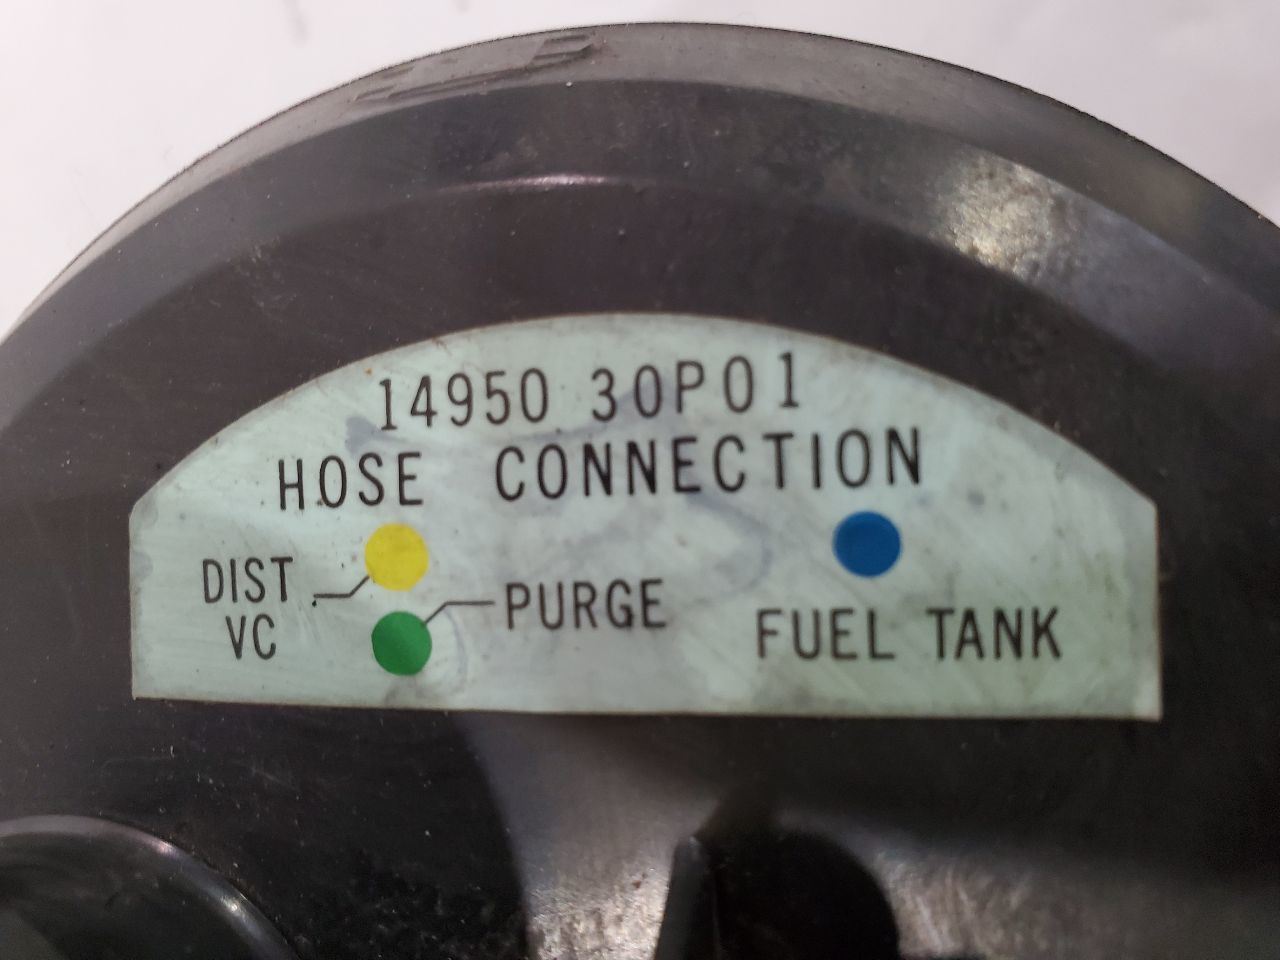 14950 30P01
HOSE CONNECTION
DIST
VC
PURGE
FUEL TANK